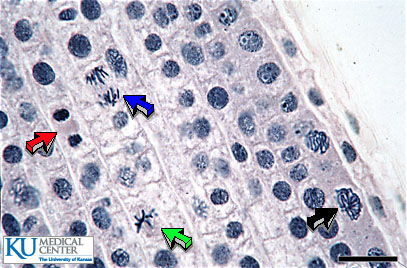 KU MEDICAL
CENTER
The University of Kansas